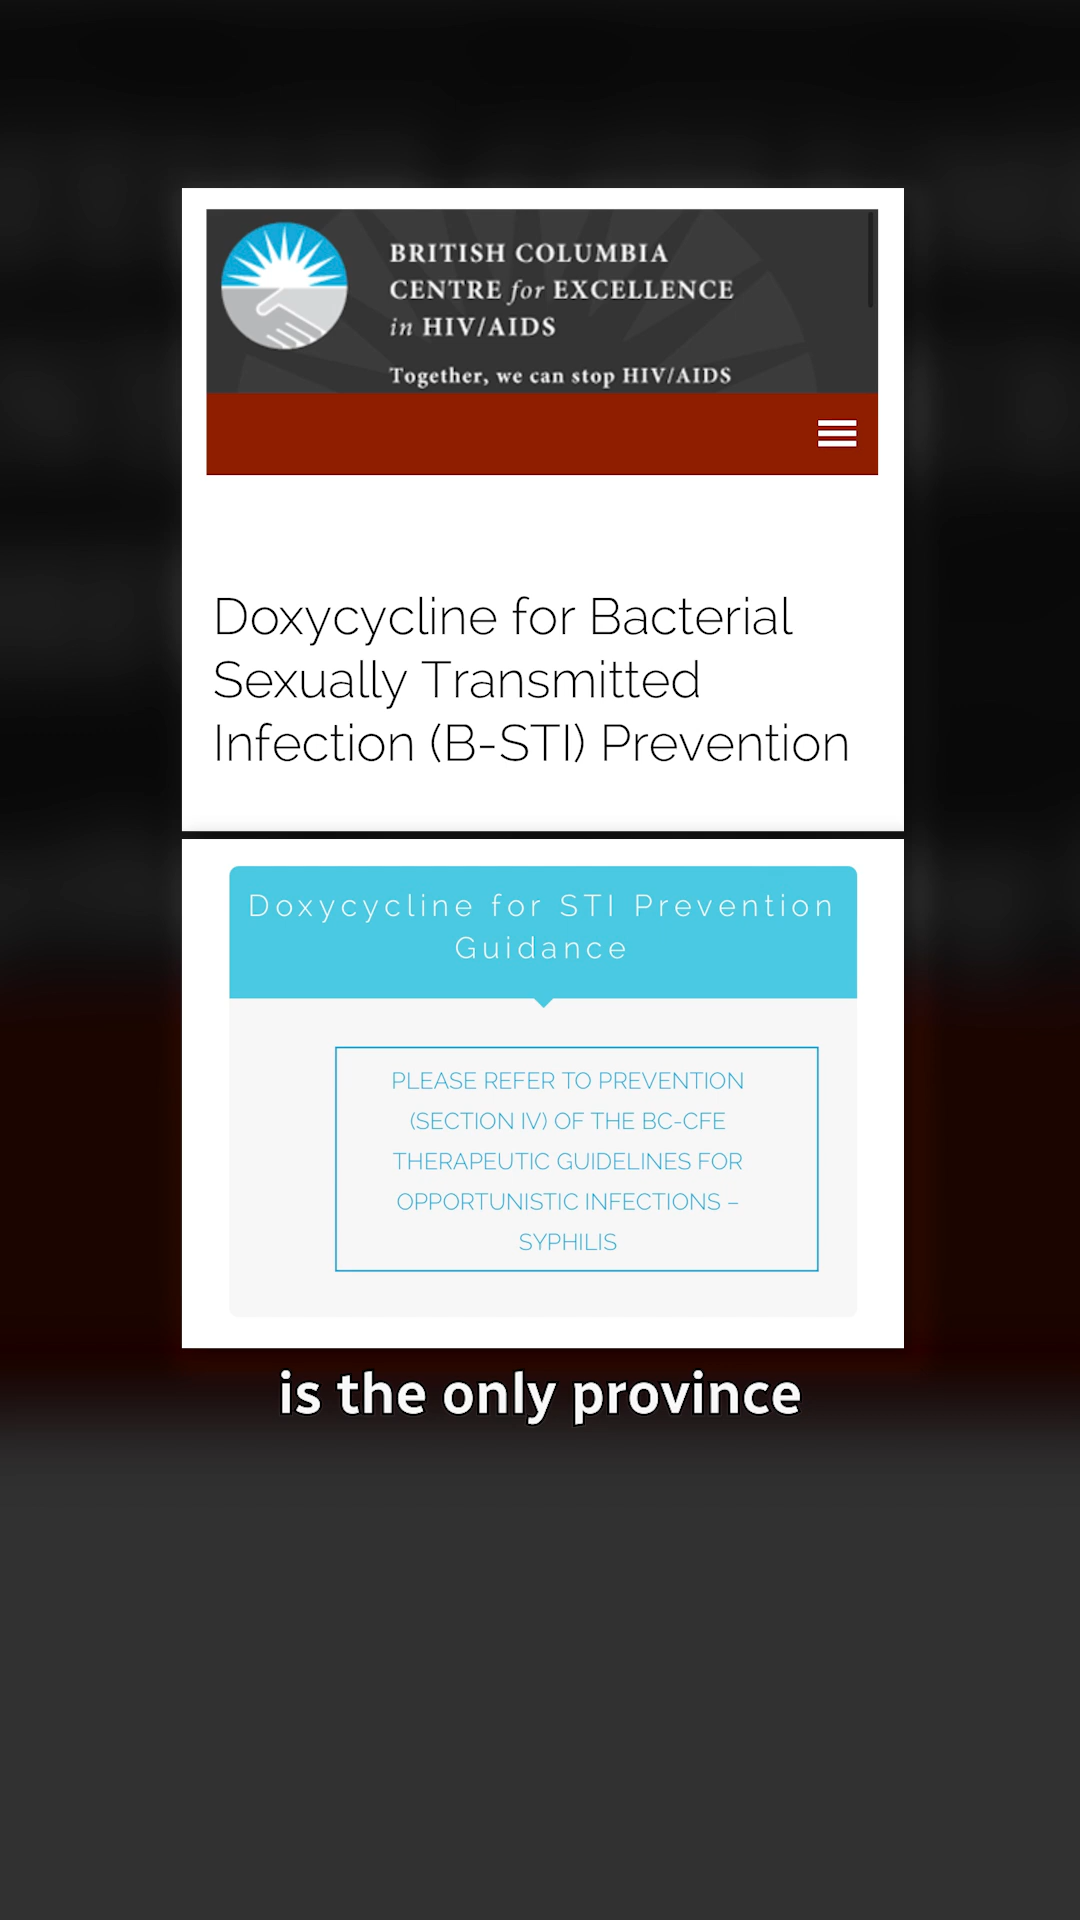 BRITISH COLUMBIA
CENTRE for EXCELLENCE
in HIV/AIDS
Together, we can stop HIV/AIDS
Doxycycline for Bacterial
Sexually Transmitted
Infection (B-STI) Prevention
Doxycycline for STI Prevention
Guidance
PLEASE REFER TO PREVENTION
(SECTION IV) OF THE BC-CFE
THERAPEUTIC GUIDELINES FOR
OPPORTUNISTIC INFECTIONS –
SYPHILIS
is the only province